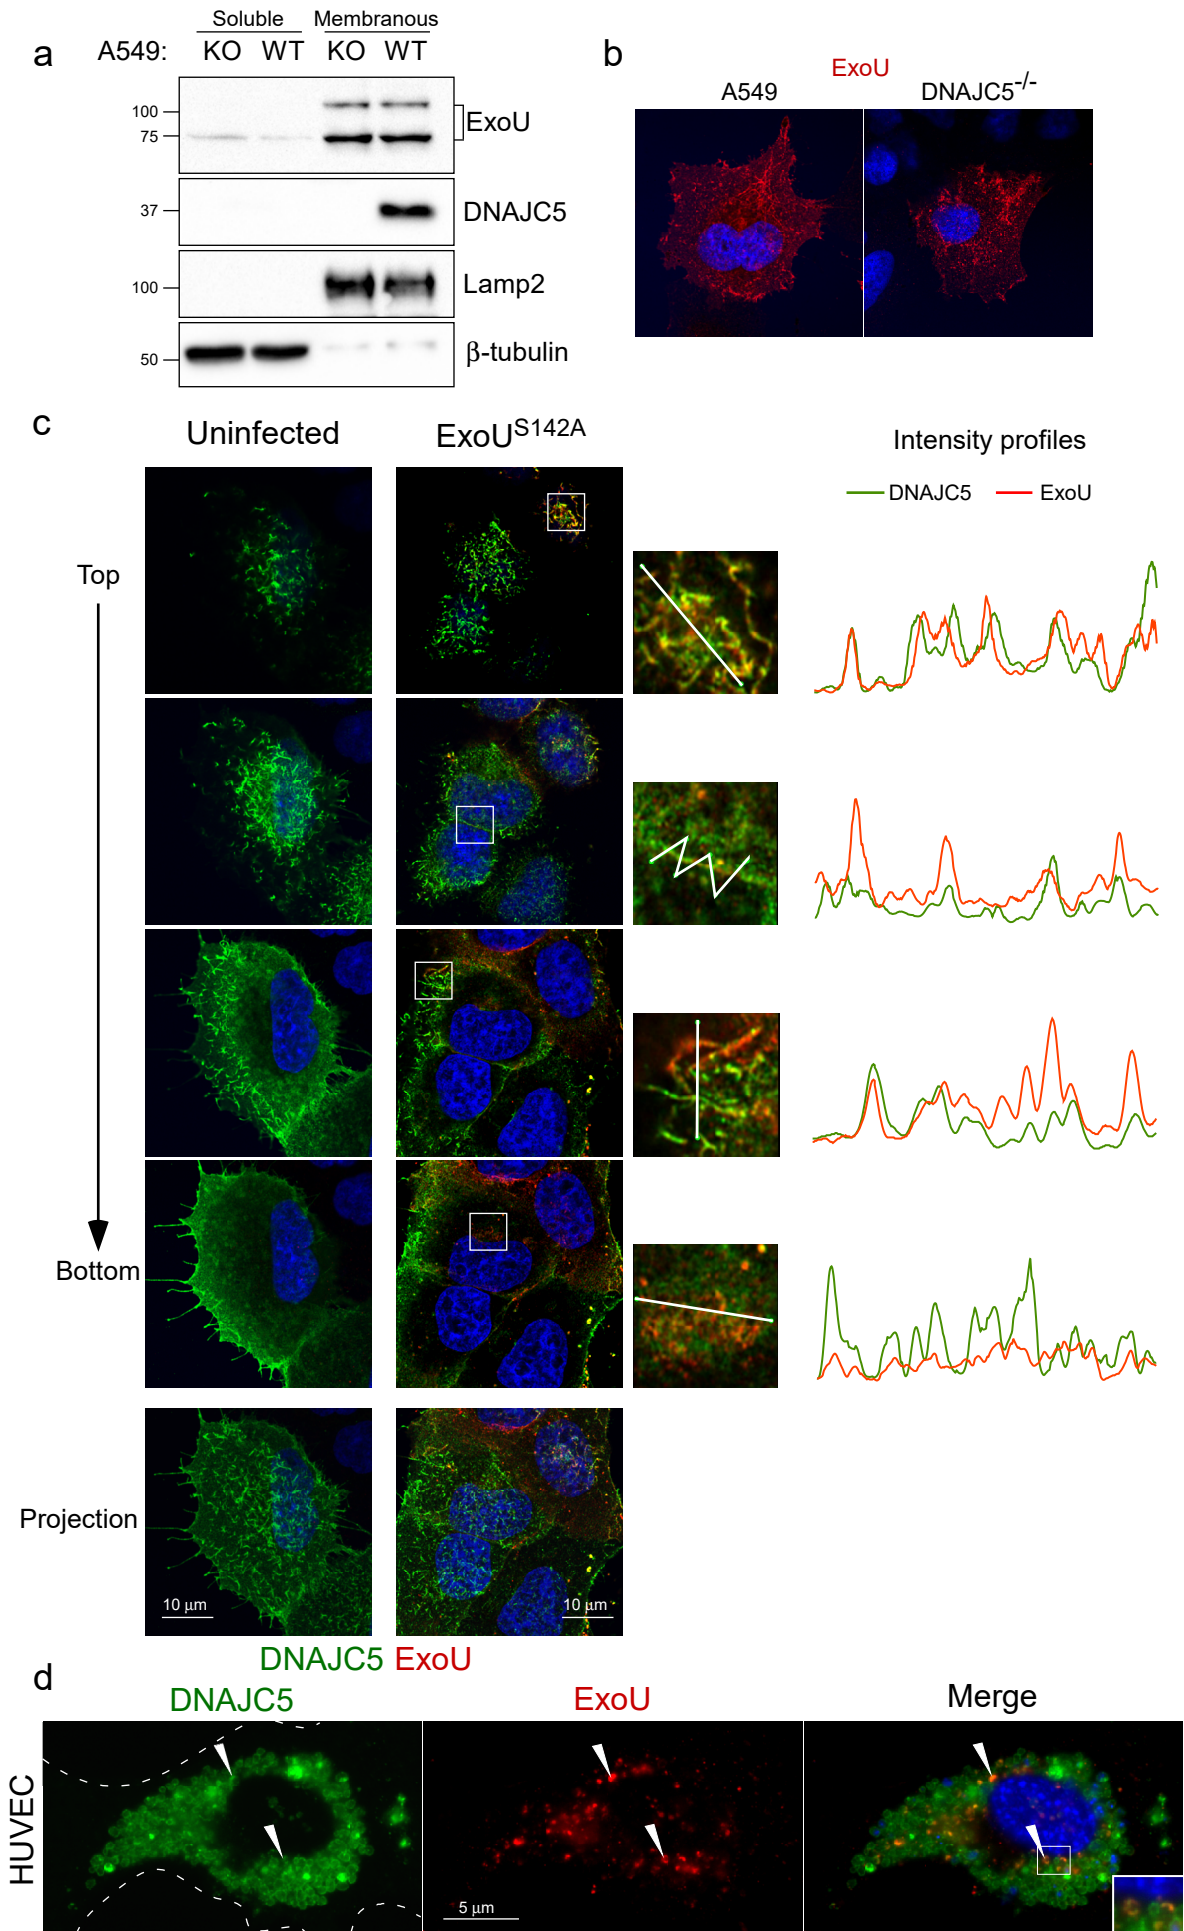 a
Soluble Membranous
A549: KO WT KO WT
100
75
ExoU
37
DNAJC5
100
Lamp2
50
β-tubulin
b
ExoU
A549 DNAJC5-/-
c
Uninfected ExoUS142A
Intensity profiles
DNAJC5 ExoU
Top
Bottom
Projection
10 μm 10 μm
DNAJC5 ExoU
d
DNAJC5 ExoU Merge
HUVEC
5 μm